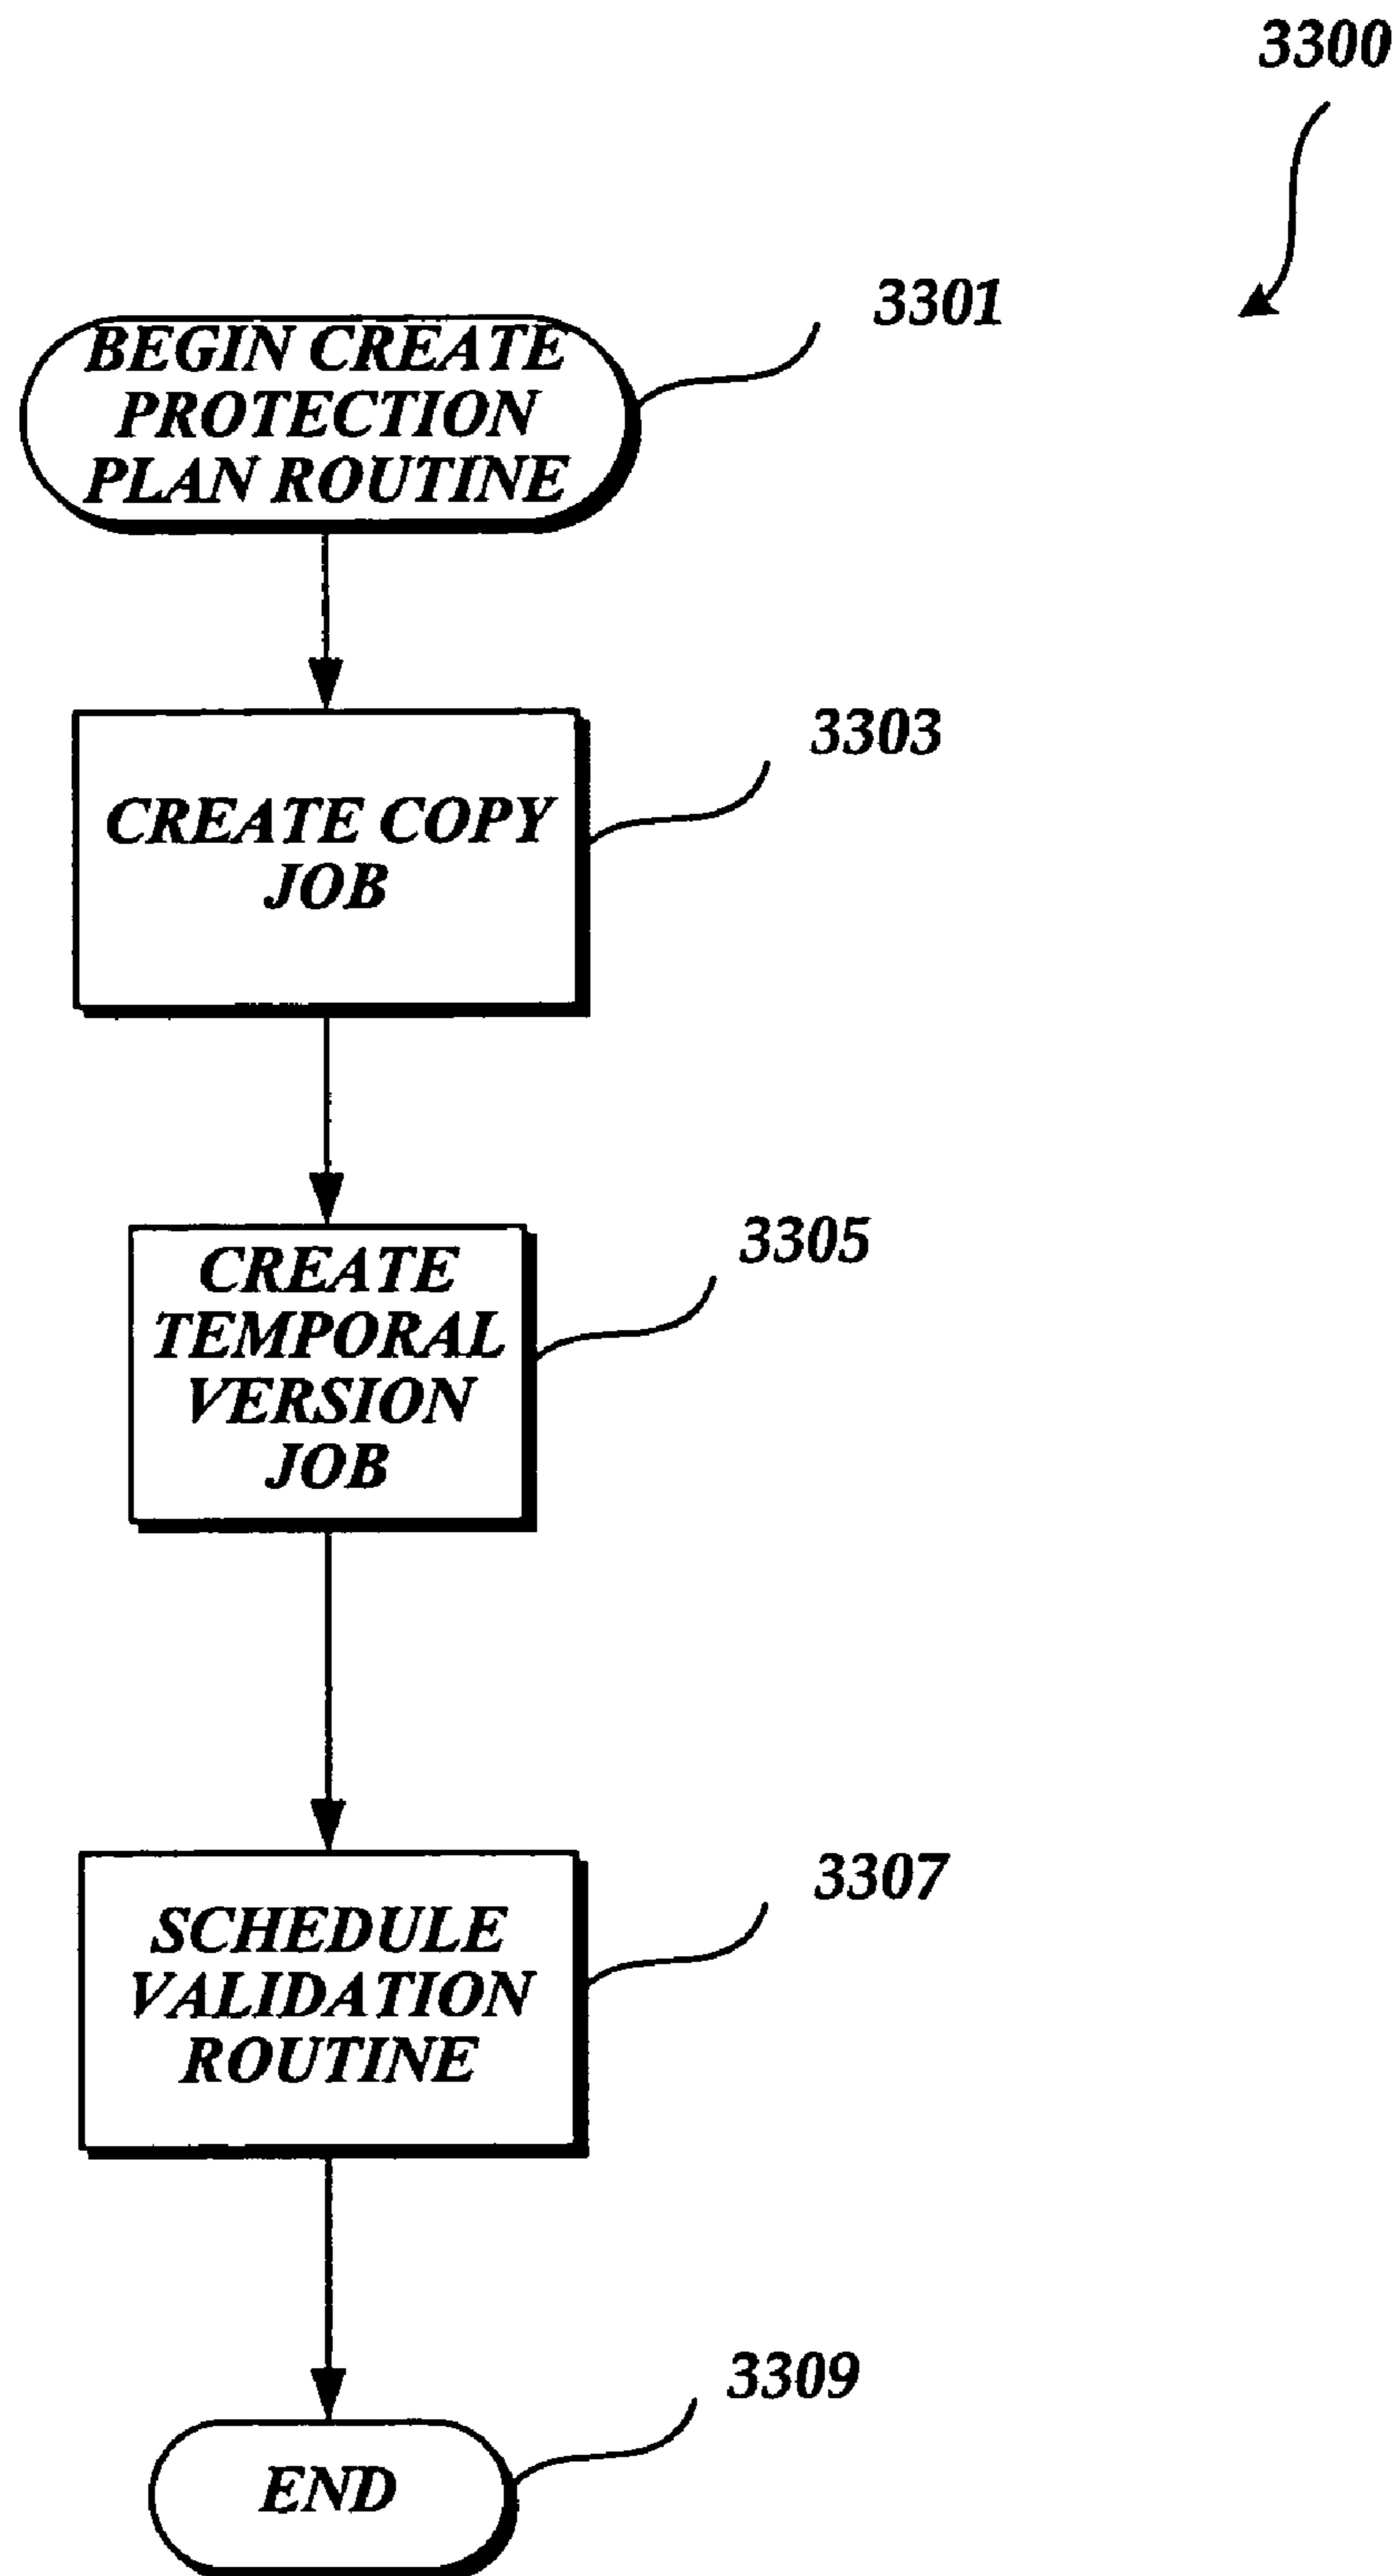 3300
3301
BEGIN CREATE
PROTECTION
PLAN ROUTINE
3303
CREATE COPY
JOB
3305
CREATE
TEMPORAL
VERSION
JOB
3307
SCHEDULE
VALIDATION
ROUTINE
3309
END